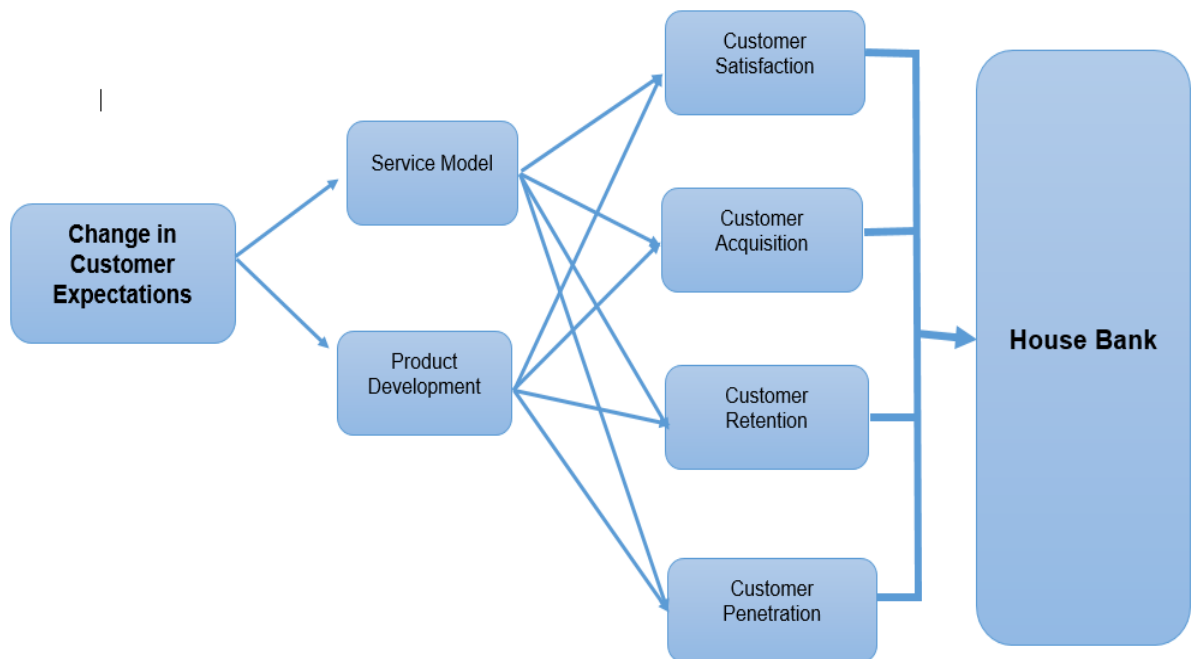 Change in
Customer
Expectations
Service Model
Product
Development
Customer
Satisfaction
Customer
Acquisition
Customer
Retention
Customer
Penetration
House Bank